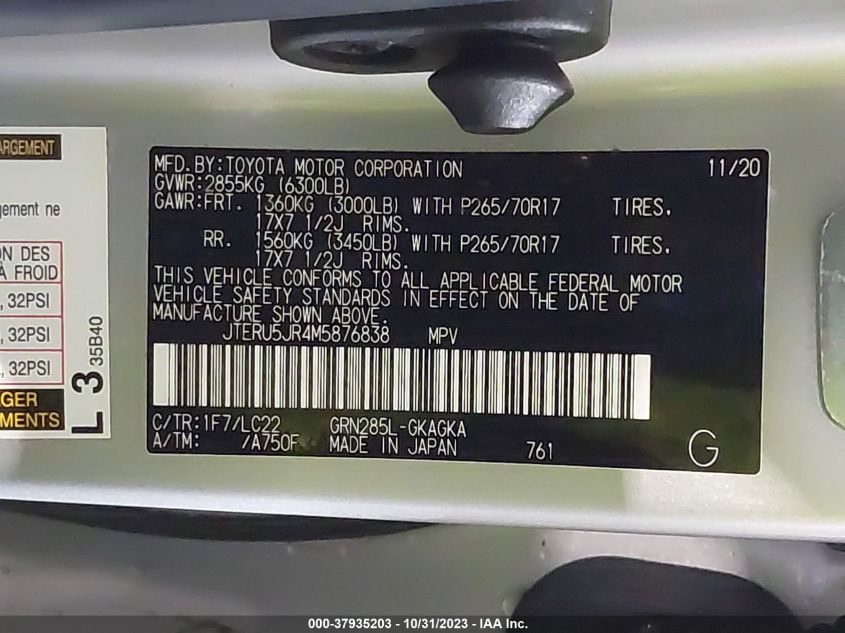 ARGEMENT
gement ne
ON DES
À FROID
, 32PSI
, 32PSI
, 32PSI
GER
EMENTS
L 3 35B40
MFD.BY:TOYOTA MOTOR CORPORATION 11/20
GVWR:2855KG (6300LB)
GAWR:FRT. 1360KG (3000LB) WITH P265/70R17 TIRES.
17X7 1/2J RIMS.
RR. 1560KG (3450LB) WITH P265/70R17 TIRES.
17X7 1/2J RIMS.
THIS VEHICLE CONFORMS TO ALL APPLICABLE FEDERAL MOTOR
VEHICLE SAFETY STANDARDS IN EFFECT ON THE DATE OF
MANUFACTURE SHOWN ABOVE.
JTERU5JR4M5876838 MPV
C/TR:1F7/LC22 GRN285L-GKAGKA
A/TM: /A750F MADE IN JAPAN 761 G
000-37935203 - 10/31/2023 - IAA Inc.